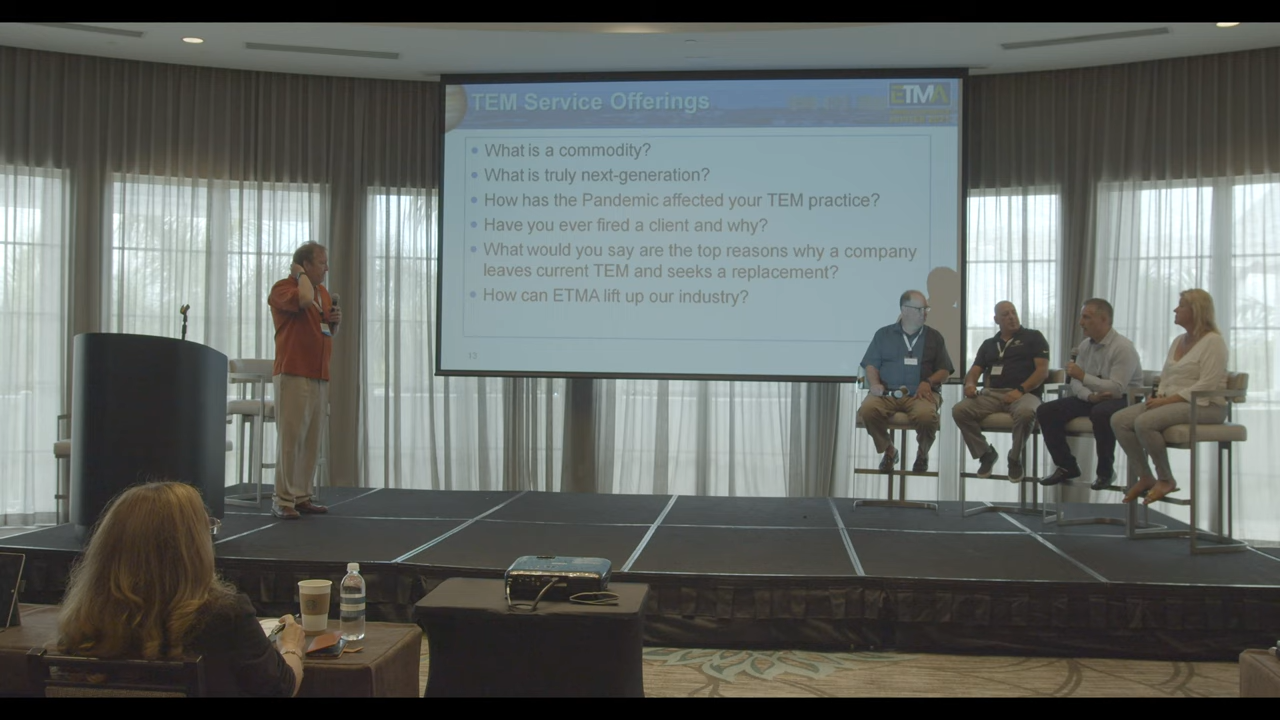 TEM Service Offerings
ETMA
• What is a commodity?
• What is truly next-generation?
• How has the Pandemic affected your TEM practice?
• Have you ever fired a client and why?
• What would you say are the top reasons why a company
leaves current TEM and seeks a replacement?
• How can ETMA lift up our industry?